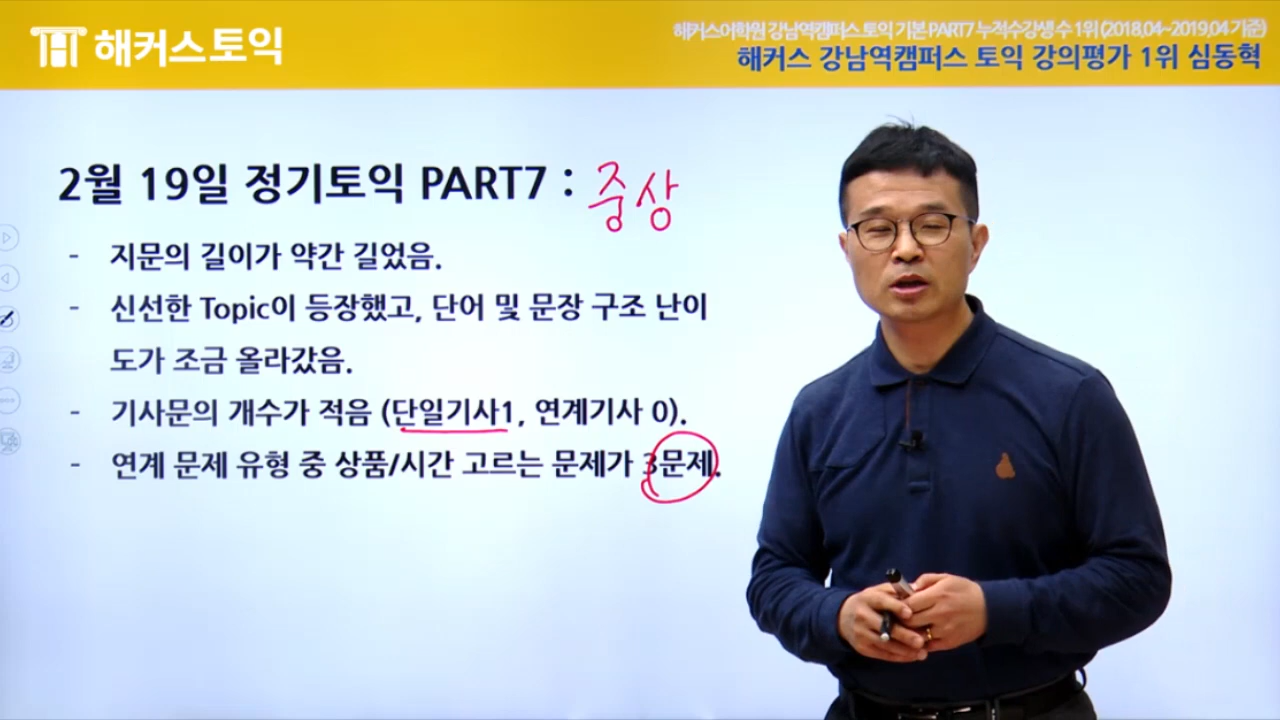 해커스토익
해커스어학원 강남역캠퍼스 토익 기본 PART7 누적수강생 수 1위 (2018.04~2019.04 기준)
해커스 강남역캠퍼스 토익 강의평가 1위 심동혁
2월 19일 정기토익 PART7 : 중상
- 지문의 길이가 약간 길었음.
- 신선한 Topic이 등장했고, 단어 및 문장 구조 난이
도가 조금 올라갔음.
- 기사문의 개수가 적음 (단일기사1, 연계기사 0).
- 연계 문제 유형 중 상품/시간 고르는 문제가 3문제.